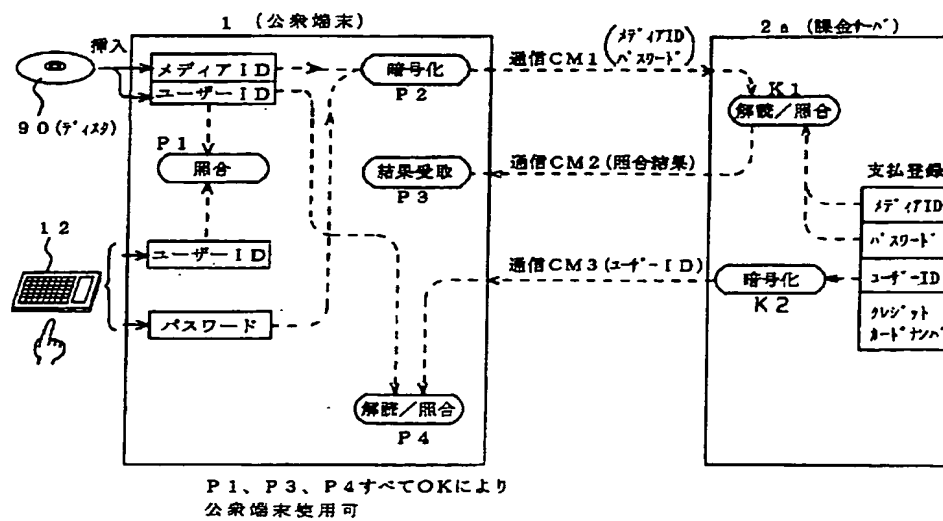 1 (公衆端末)
2a (課金サーバ)
挿入
メディアID
ユーザーID
暗号化
P2
通信CM1(メディアID
パスワード)
K1
解読/照合
90(ディスク)
P1
照合
結果受取
P3
通信CM2(照合結果)
支払登録
メディアID
パスワード
ユーザーID
クレジット
カードナンバ
12
ユーザーID
通信CM3(ユーザーID)
暗号化
K2
パスワード
解読/照合
P4
P1、P3、P4すべてOKにより
公衆端末使用可